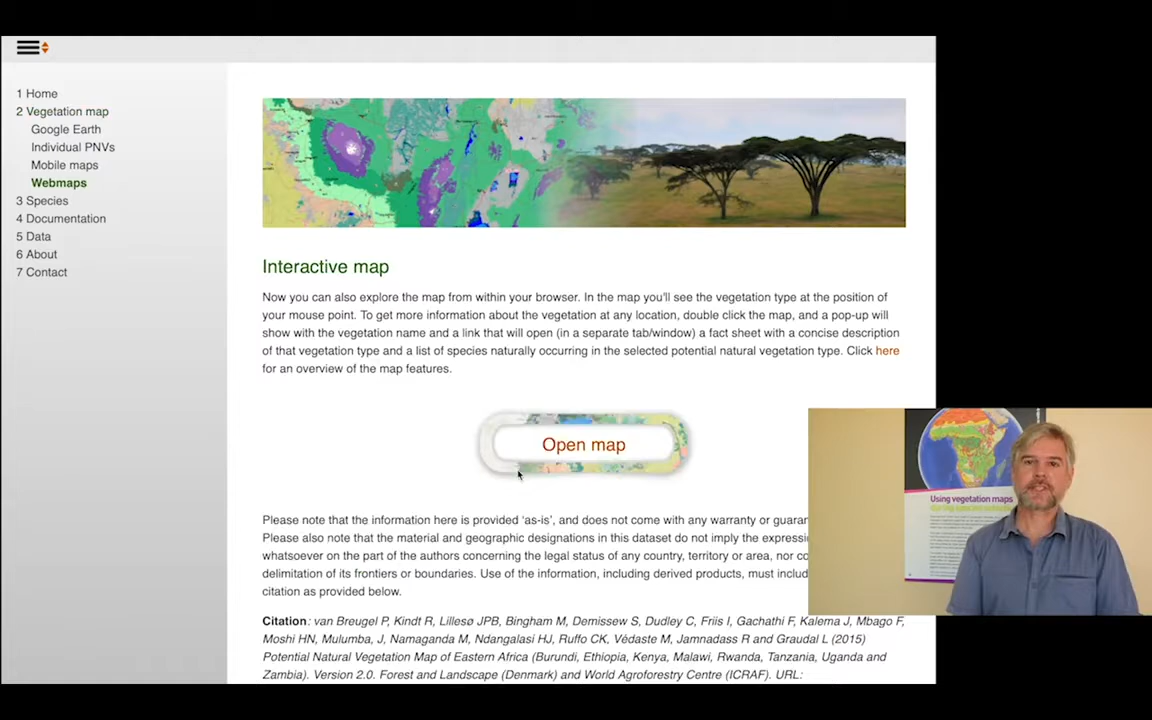 1 Home
2 Vegetation map
Google Earth
Individual PNVs
Mobile maps
Webmaps
3 Species
4 Documentation
5 Data
6 About
7 Contact
Interactive map
Now you can also explore the map from within your browser. In the map you’ll see the vegetation type at the position of
your mouse point. To get more information about the vegetation at any location, double click the map, and a pop-up will
show with the vegetation name and a link that will open (in a separate tab/window) a fact sheet with a concise description
of that vegetation type and a list of species naturally occurring in the selected potential natural vegetation type. Click here
for an overview of the map features.
Open map
Please note that the information here is provided ‘as-is’, and does not come with any warranty or guaran
Please also note that the material and geographic designations in this dataset do not imply the expressio
whatsoever on the part of the authors concerning the legal status of any country, territory or area, nor co
delimitation of its frontiers or boundaries. Use of the information, including derived products, must includ
citation as provided below.
Citation: van Breugel P, Kindt R, Lillesø JPB, Bingham M, Demissew S, Dudley C, Friis I, Gachathi F, Kalema J, Mbago F,
Moshi HN, Mulumba, J, Namaganda M, Ndangalasi HJ, Ruffo CK, Védaste M, Jamnadass R and Graudal L (2015)
Potential Natural Vegetation Map of Eastern Africa (Burundi, Ethiopia, Kenya, Malawi, Rwanda, Tanzania, Uganda and
Zambia). Version 2.0. Forest and Landscape (Denmark) and World Agroforestry Centre (ICRAF). URL:
Using vegetation maps